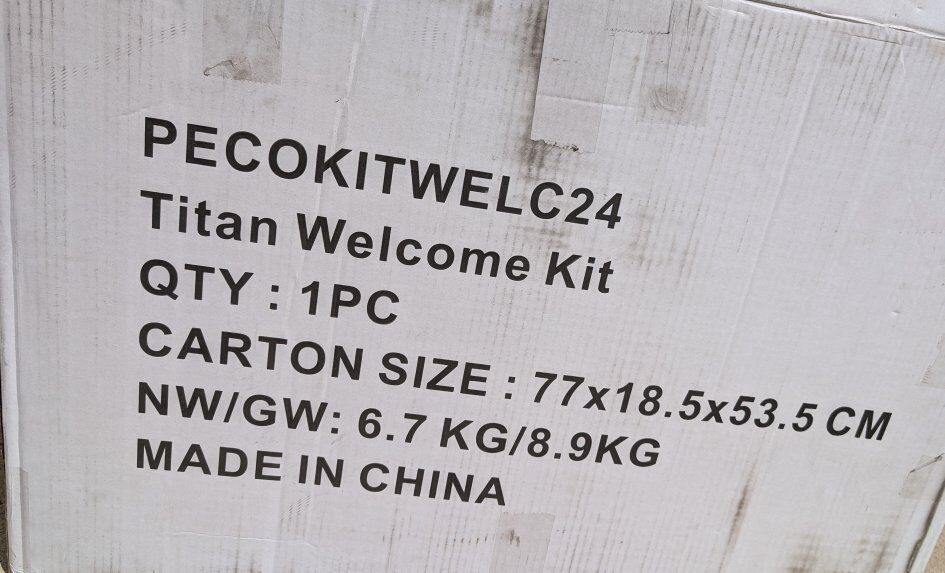 PECOKITWELC24
Titan Welcome Kit
QTY : 1PC
CARTON SIZE : 77x18.5x53.5 CM
NW/GW: 6.7 KG/8.9KG
MADE IN CHINA